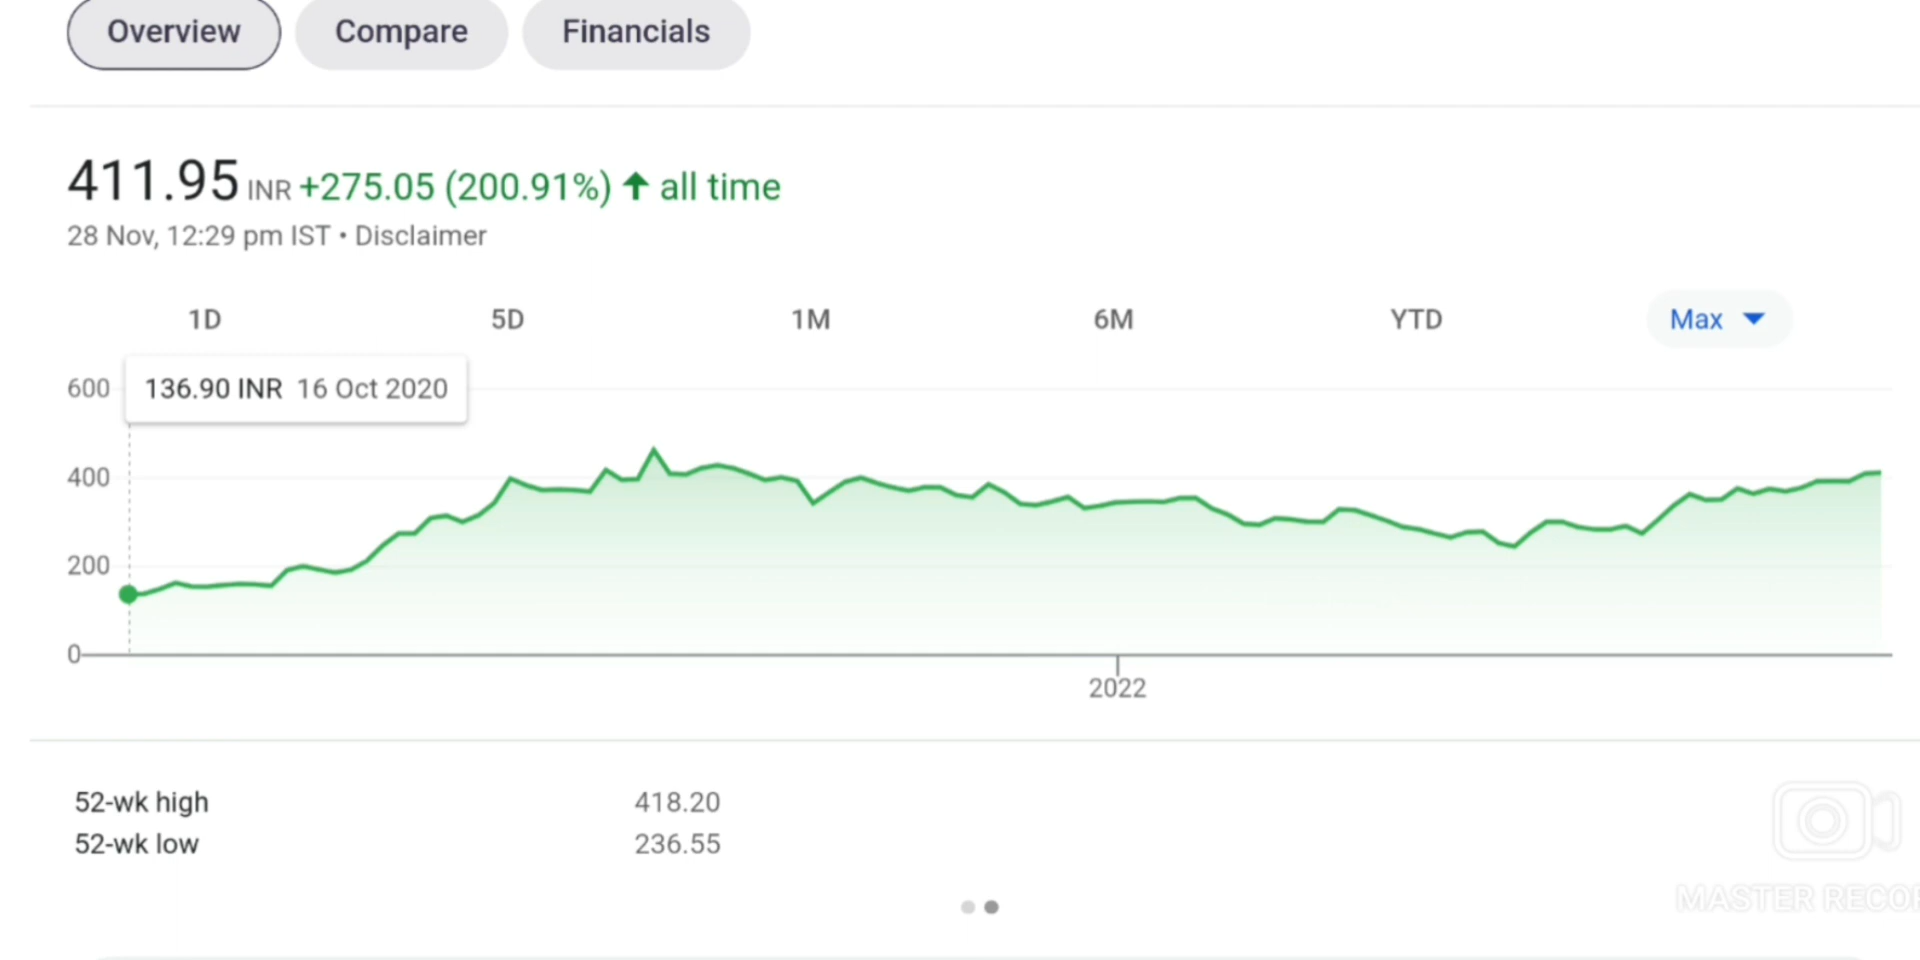 Overview Compare Financials
411.95 INR +275.05 (200.91%) ↑ all time
28 Nov, 12:29 pm IST • Disclaimer
1D 5D 1M 6M YTD Max
600 136.90 INR 16 Oct 2020
400
200
0
2022
52-wk high 418.20
52-wk low 236.55
MASTER RECOR